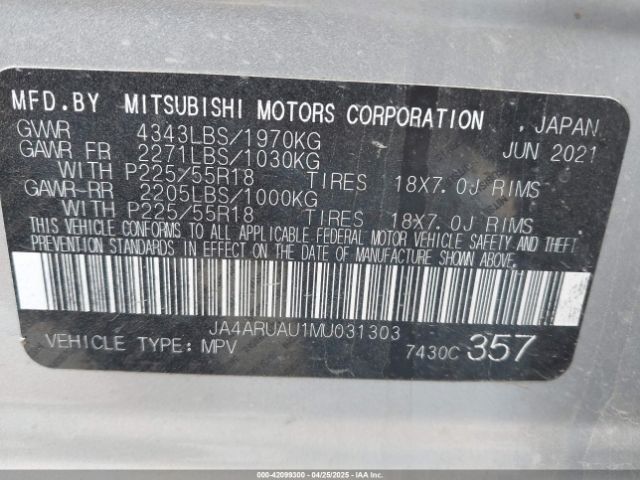 MFD.BY MITSUBISHI MOTORS CORPORATION , JAPAN
GVWR 4343LBS/1970KG JUN 2021
GAWR FR 2271LBS/1030KG
WITH P225/55R18 TIRES 18X7.0J RIMS
GAWR-RR 2205LBS/1000KG
WITH P225/55R18 TIRES 18X7.0J RIMS
THIS VEHICLE CONFORMS TO ALL APPLICABLE FEDERAL MOTOR VEHICLE SAFETY AND THEFT
PREVENTION STANDARDS IN EFFECT ON THE DATE OF MANUFACTURE SHOWN ABOVE.
JA4ARUAU1MU031303
VEHICLE TYPE: MPV 7430C 357
000-42099300 - 04/25/2025 - IAAI.COM